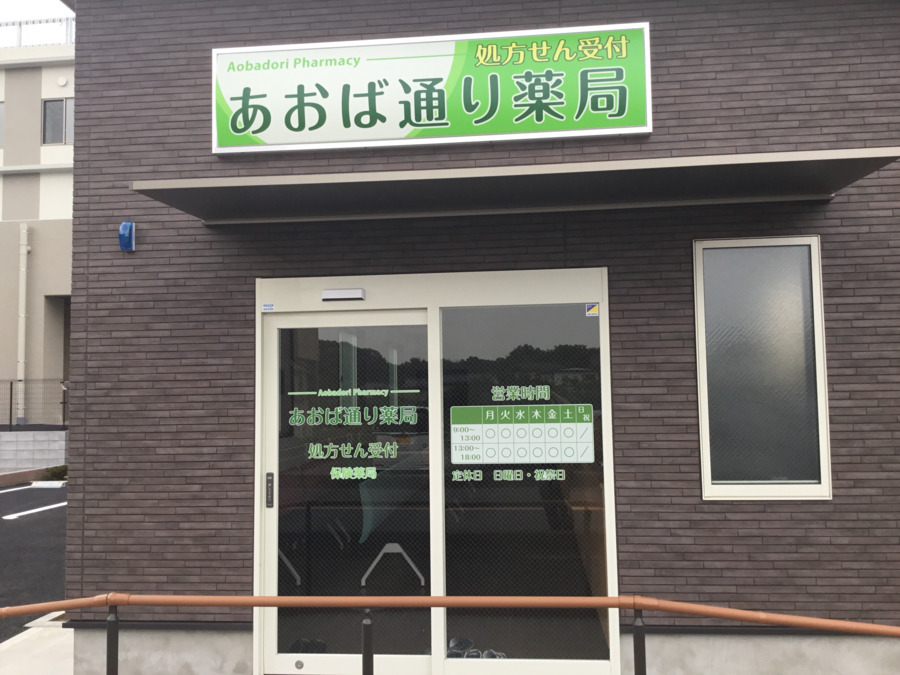 Aobadori Pharmacy
処方せん受付
あおば通り薬局
Aobadori Pharmacy
あおば通り薬局
処方せん受付
保険薬局
営業時間
月 火 水 木 金 土 日祝
9:00~13:00 ○ ○ ○ ○ ○ ○ /
13:00~18:00 ○ ○ ○ ○ ○ ○ /
定休日 日曜日・祝祭日